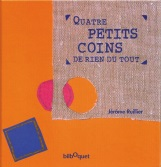 QUATRE
PETITS
COINS
DE RIEN DU TOUT
Jérôme Ruillier
bilboquet